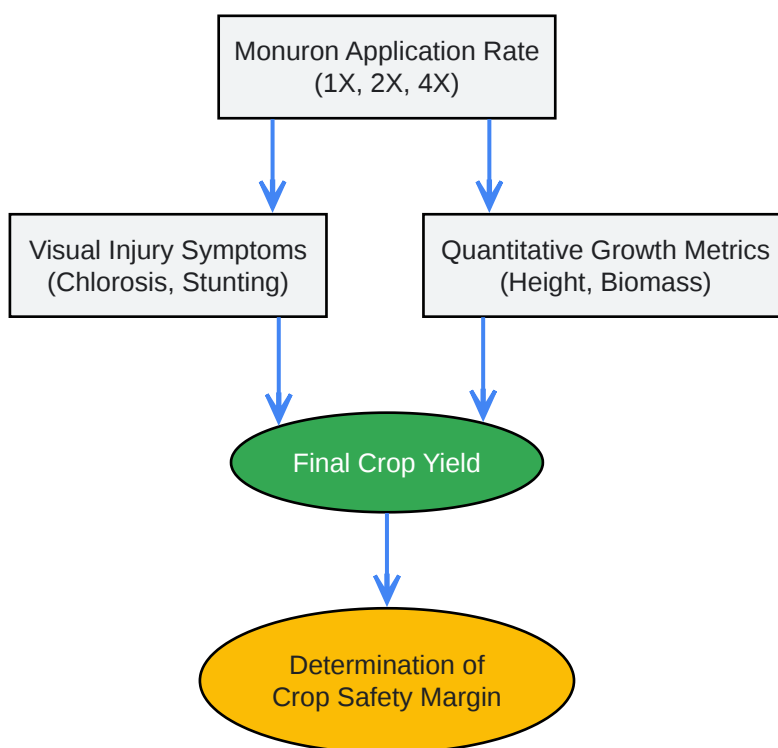 Monuron Application Rate
(1X, 2X, 4X)
Visual Injury Symptoms
(Chlorosis, Stunting)
Quantitative Growth Metrics
(Height, Biomass)
Final Crop Yield
Determination of
Crop Safety Margin